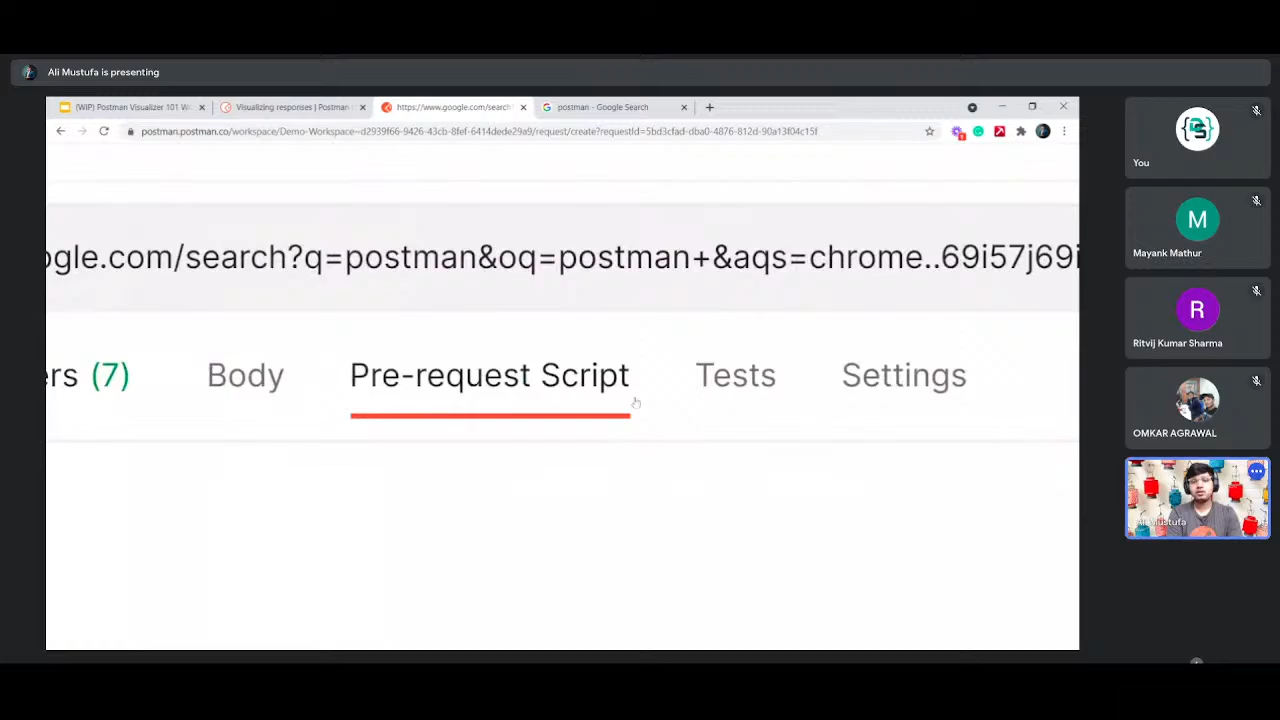 Ali Mustufa is presenting
(WIP) Postman Visualizer 101 W
Visualizing responses | Postman
https://www.google.com/search?
postman - Google Search
postman.postman.co/workspace/Demo-Workspace~d2939f66-9426-43cb-8fef-6414dede29a9/request/create?requestId=5bd3cfad-dba0-4876-812d-90a13f04c15f
ogle.com/search?q=postman&oq=postman+&aqs=chrome..69i57j69i
ers (7)
Body
Pre-request Script
Tests
Settings
You
M
Mayank Mathur
R
Ritvij Kumar Sharma
OMKAR AGRAWAL
Ali Mustufa